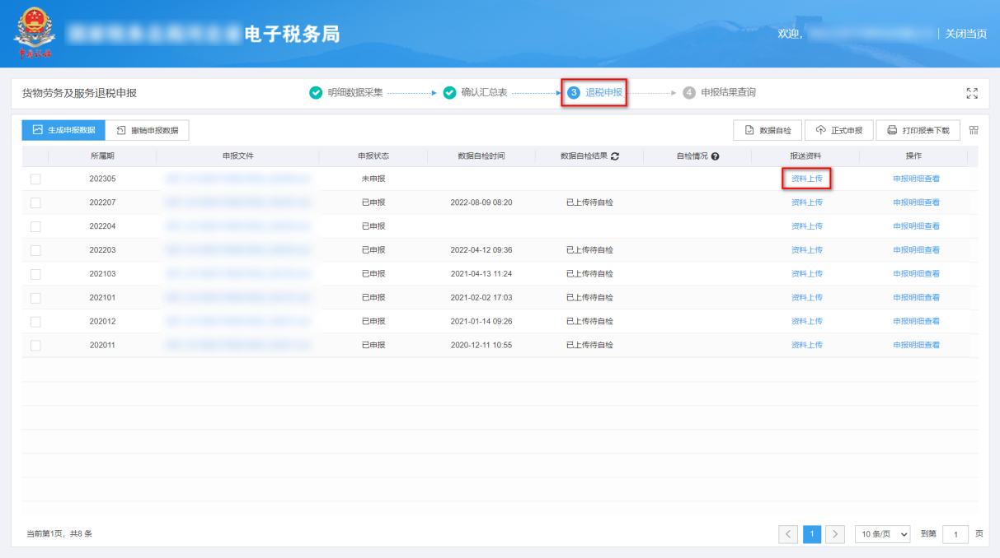 电子税务局
欢迎,
关闭当页
中国税务
货物劳务及服务退税申报
明细数据采集
确认汇总表
3 退税申报
4 申报结果查询
生成申报数据 撤销申报数据 数据自检 正式申报 打印报表下载
所属期 申报文件 申报状态 数据自检时间 数据自检结果 自检情况 报送资料 操作
202305 未申报 资料上传 申报明细查看
202207 已申报 2022-08-09 08:20 已上传待自检 资料上传 申报明细查看
202204 已申报 资料上传 申报明细查看
202203 已申报 2022-04-12 09:36 已上传待自检 资料上传 申报明细查看
202103 已申报 2021-04-13 11:24 已上传待自检 资料上传 申报明细查看
202101 已申报 2021-02-02 17:03 已上传待自检 资料上传 申报明细查看
202012 已申报 2021-01-14 09:26 已上传待自检 资料上传 申报明细查看
202011 已申报 2020-12-11 10:55 已上传待自检 资料上传 申报明细查看
当前第1页，共8 条 1 10 条/页 到第 1 页